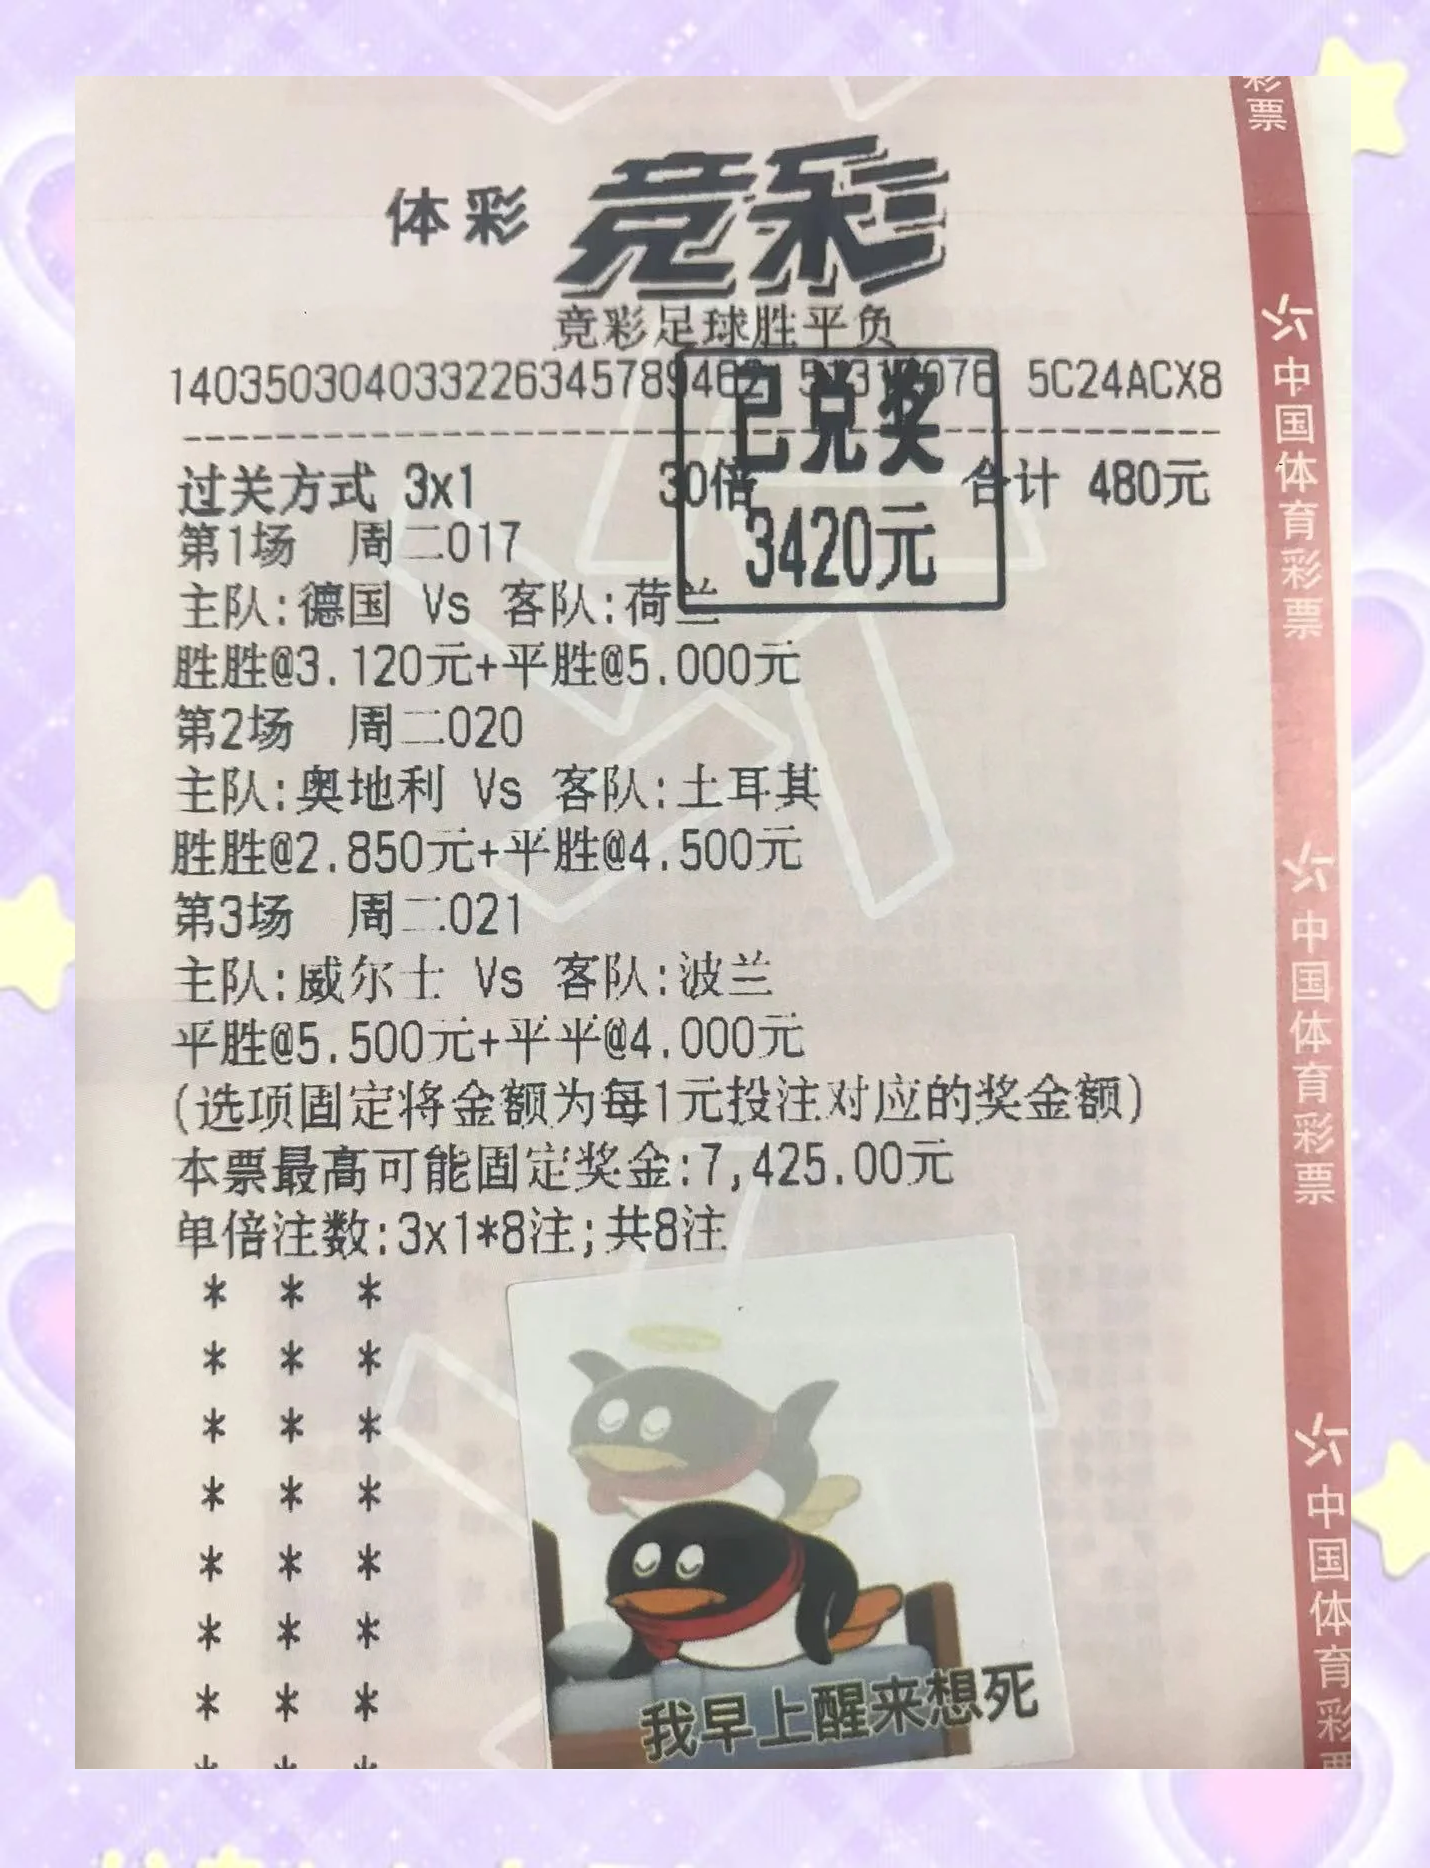 体彩 竞彩
竞彩足球胜平负
5C24ACX8
已兑奖
过关方式 3x1 30倍 合计 480元
3420元
第1场 周二017
主队:德国 Vs 客队:荷兰
胜胜@3.120元+平胜@5.000元
第2场 周二020
主队:奥地利 Vs 客队:土耳其
胜胜@2.850元+平胜@4.500元
第3场 周二021
主队:威尔士 Vs 客队:波兰
平胜@5.500元+平平@4.000元
(选项固定将金额为每1元投注对应的奖金额)
本票最高可能固定奖金:7,425.00元
单倍注数:3x1*8注;共8注
* * *
* * *
* * *
* * *
* * *
* * *
* * *
* * *
我早上醒来想死
彩票
中国体育彩票
中国体育彩票
中国体育彩票